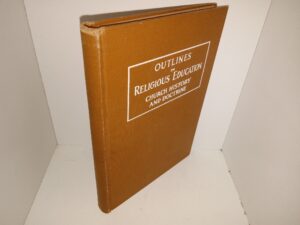 OUTLINES
IN
RELIGIOUS EDUCATION
CHURCH HISTORY
AND DOCTRINE